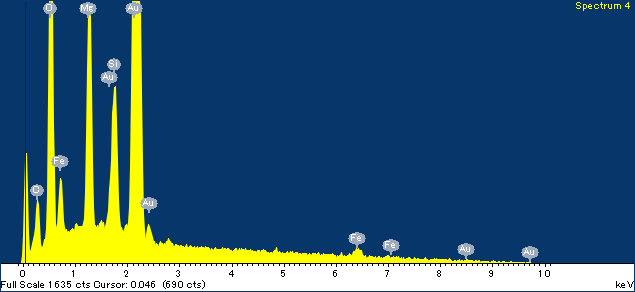 Spectrum 4
O Mg Au
Si
Au
Fe
C
Au
Fe
Fe
Au
Au
0 1 2 3 4 5 6 7 8 9 10
Full Scale 1635 cts Cursor: 0.046 (690 cts) keV